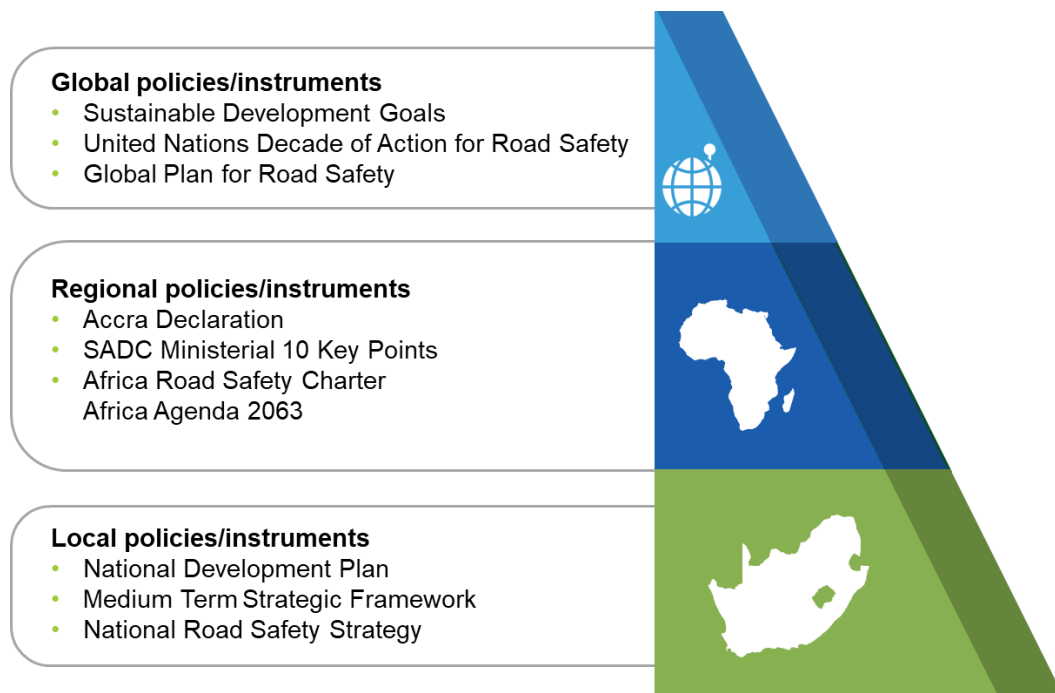 Global policies/instruments
• Sustainable Development Goals
• United Nations Decade of Action for Road Safety
• Global Plan for Road Safety
Regional policies/instruments
• Accra Declaration
• SADC Ministerial 10 Key Points
• Africa Road Safety Charter
Africa Agenda 2063
Local policies/instruments
• National Development Plan
• Medium Term Strategic Framework
• National Road Safety Strategy